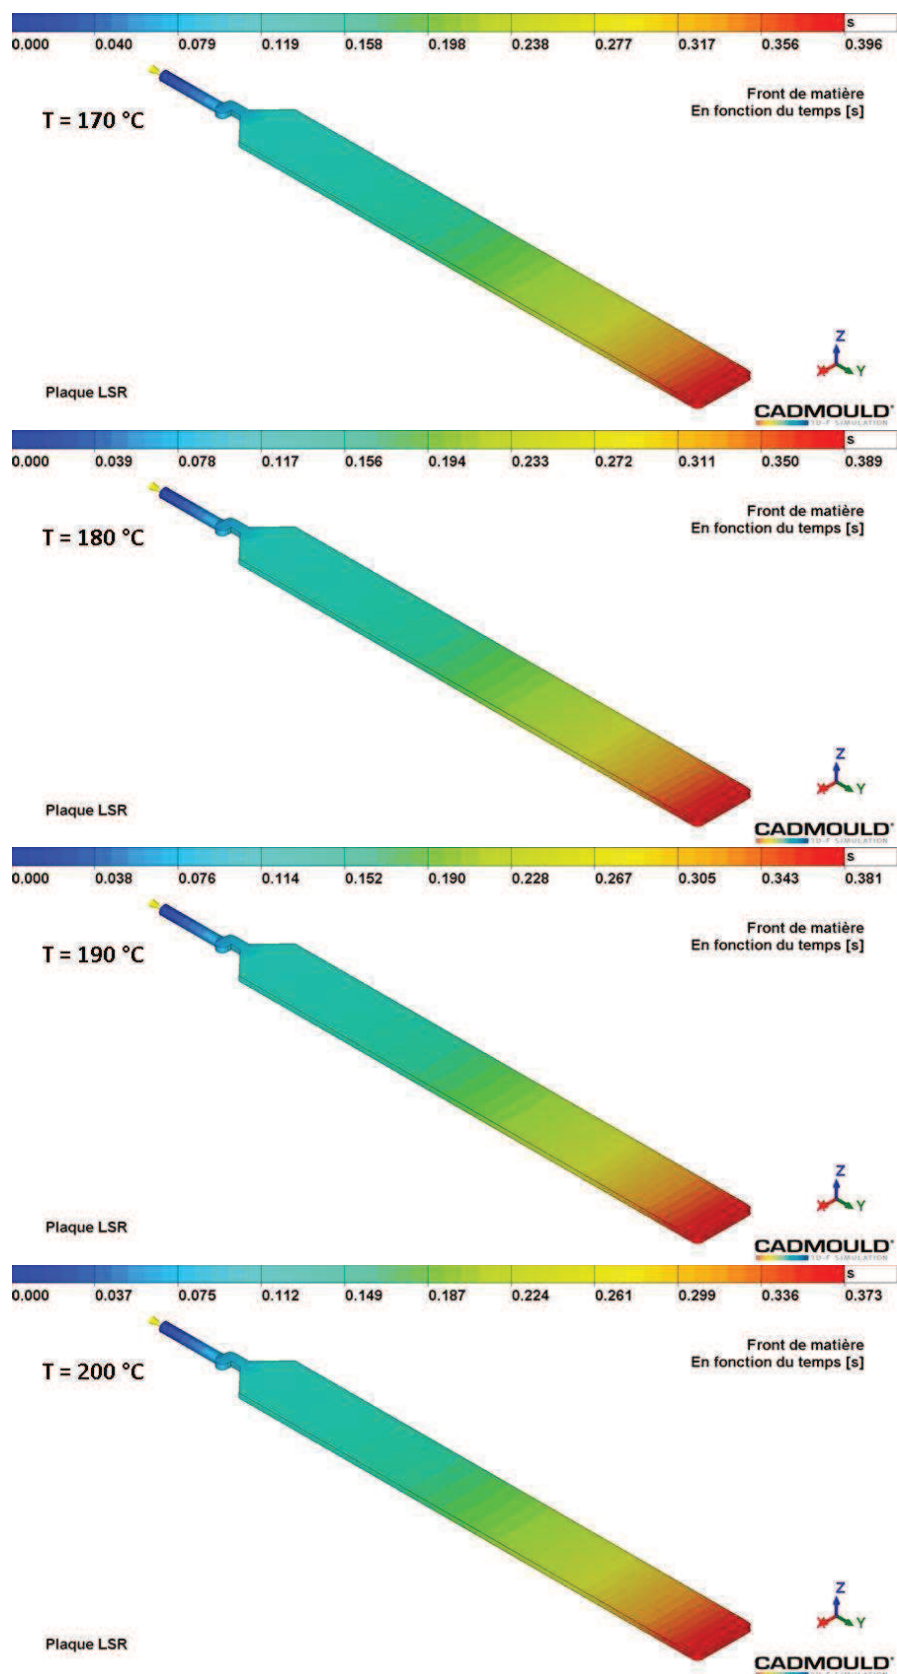 s
0.000 0.040 0.079 0.119 0.158 0.198 0.238 0.277 0.317 0.356 0.396
Front de matière
En fonction du temps [s]
T = 170 °C
Z
X Y
Plaque LSR
CADMOULD®
3D-F SIMULATION
s
0.000 0.039 0.078 0.117 0.156 0.194 0.233 0.272 0.311 0.350 0.389
Front de matière
En fonction du temps [s]
T = 180 °C
Z
X Y
Plaque LSR
CADMOULD®
3D-F SIMULATION
s
0.000 0.038 0.076 0.114 0.152 0.190 0.228 0.267 0.305 0.343 0.381
Front de matière
En fonction du temps [s]
T = 190 °C
Z
X Y
Plaque LSR
CADMOULD®
3D-F SIMULATION
s
0.000 0.037 0.075 0.112 0.149 0.187 0.224 0.261 0.299 0.336 0.373
Front de matière
En fonction du temps [s]
T = 200 °C
Z
X Y
Plaque LSR
CADMOULD®